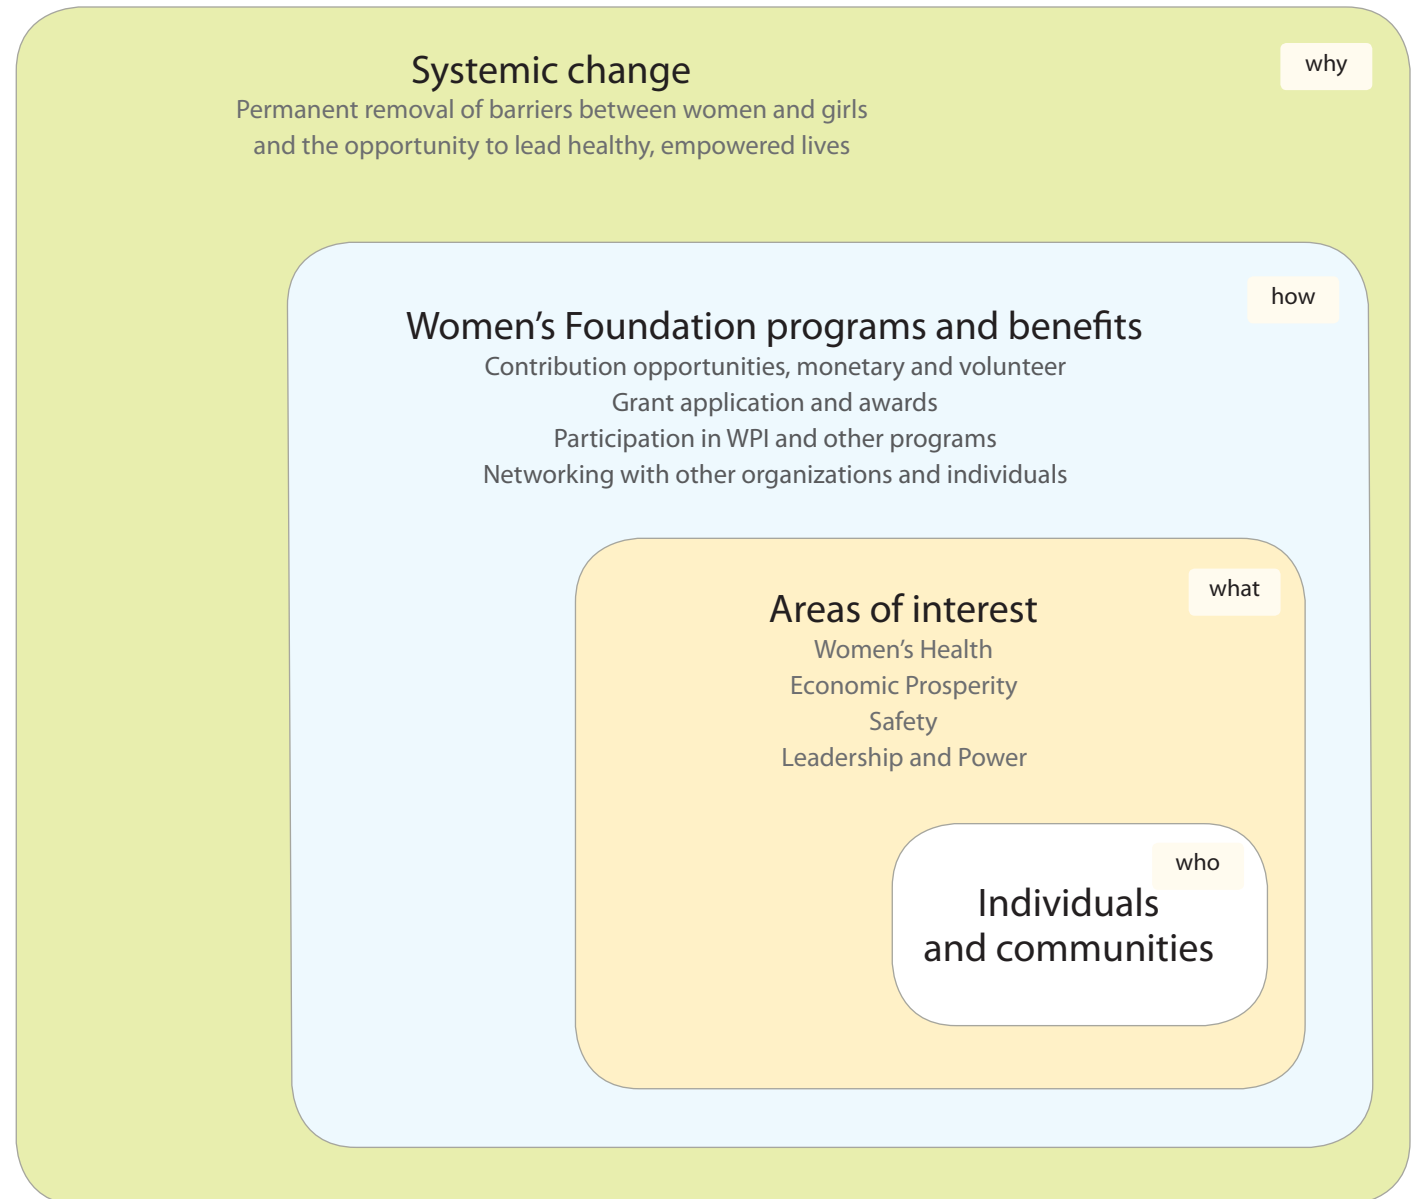 Systemic change
why
Permanent removal of barriers between women and girls
and the opportunity to lead healthy, empowered lives
how
Women’s Foundation programs and benefits
Contribution opportunities, monetary and volunteer
Grant application and awards
Participation in WPI and other programs
Networking with other organizations and individuals
what
Areas of interest
Women’s Health
Economic Prosperity
Safety
Leadership and Power
who
Individuals
and communities